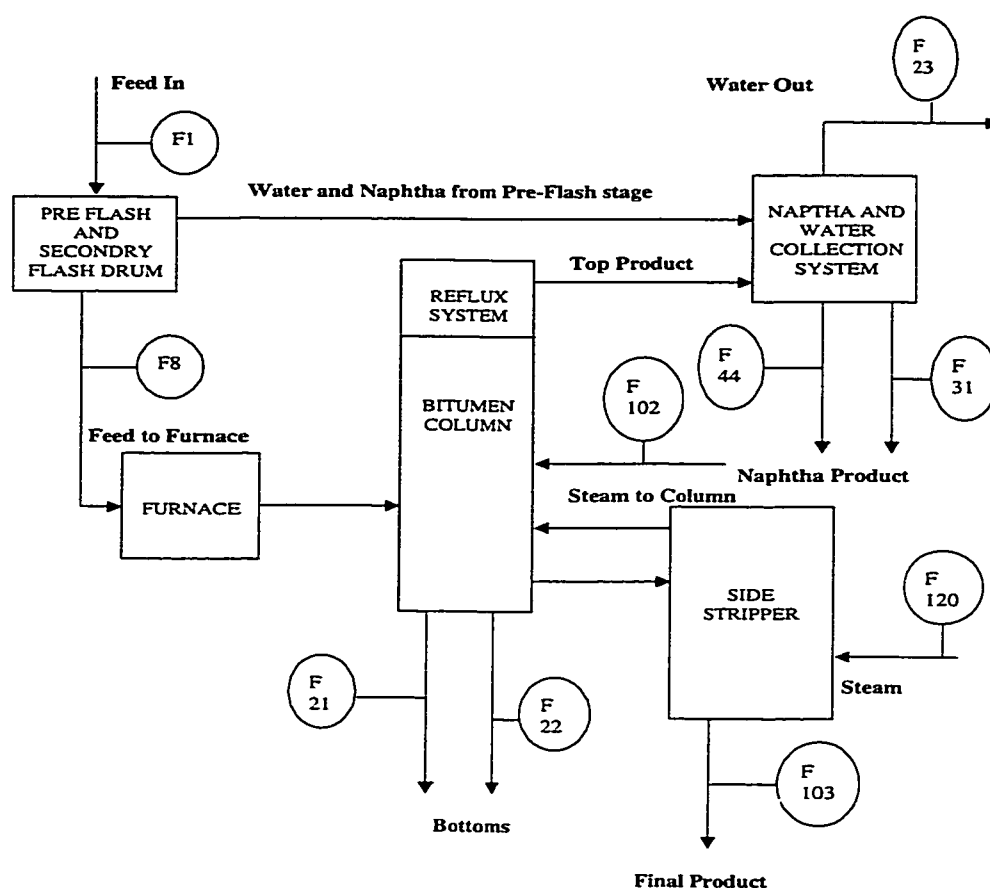 F
23
Feed In
Water Out
F1
Water and Naphtha from Pre-Flash stage
PRE FLASH
AND
SECONDRY
FLASH DRUM
NAPTHA AND
WATER
COLLECTION
SYSTEM
Top Product
REFLUX
SYSTEM
F8
F
44
F
31
F
102
BITUMEN
COLUMN
Feed to Furnace
Naphtha Product
Steam to Column
FURNACE
SIDE
STRIPPER
F
120
F
21
F
22
Steam
F
103
Bottoms
Final Product